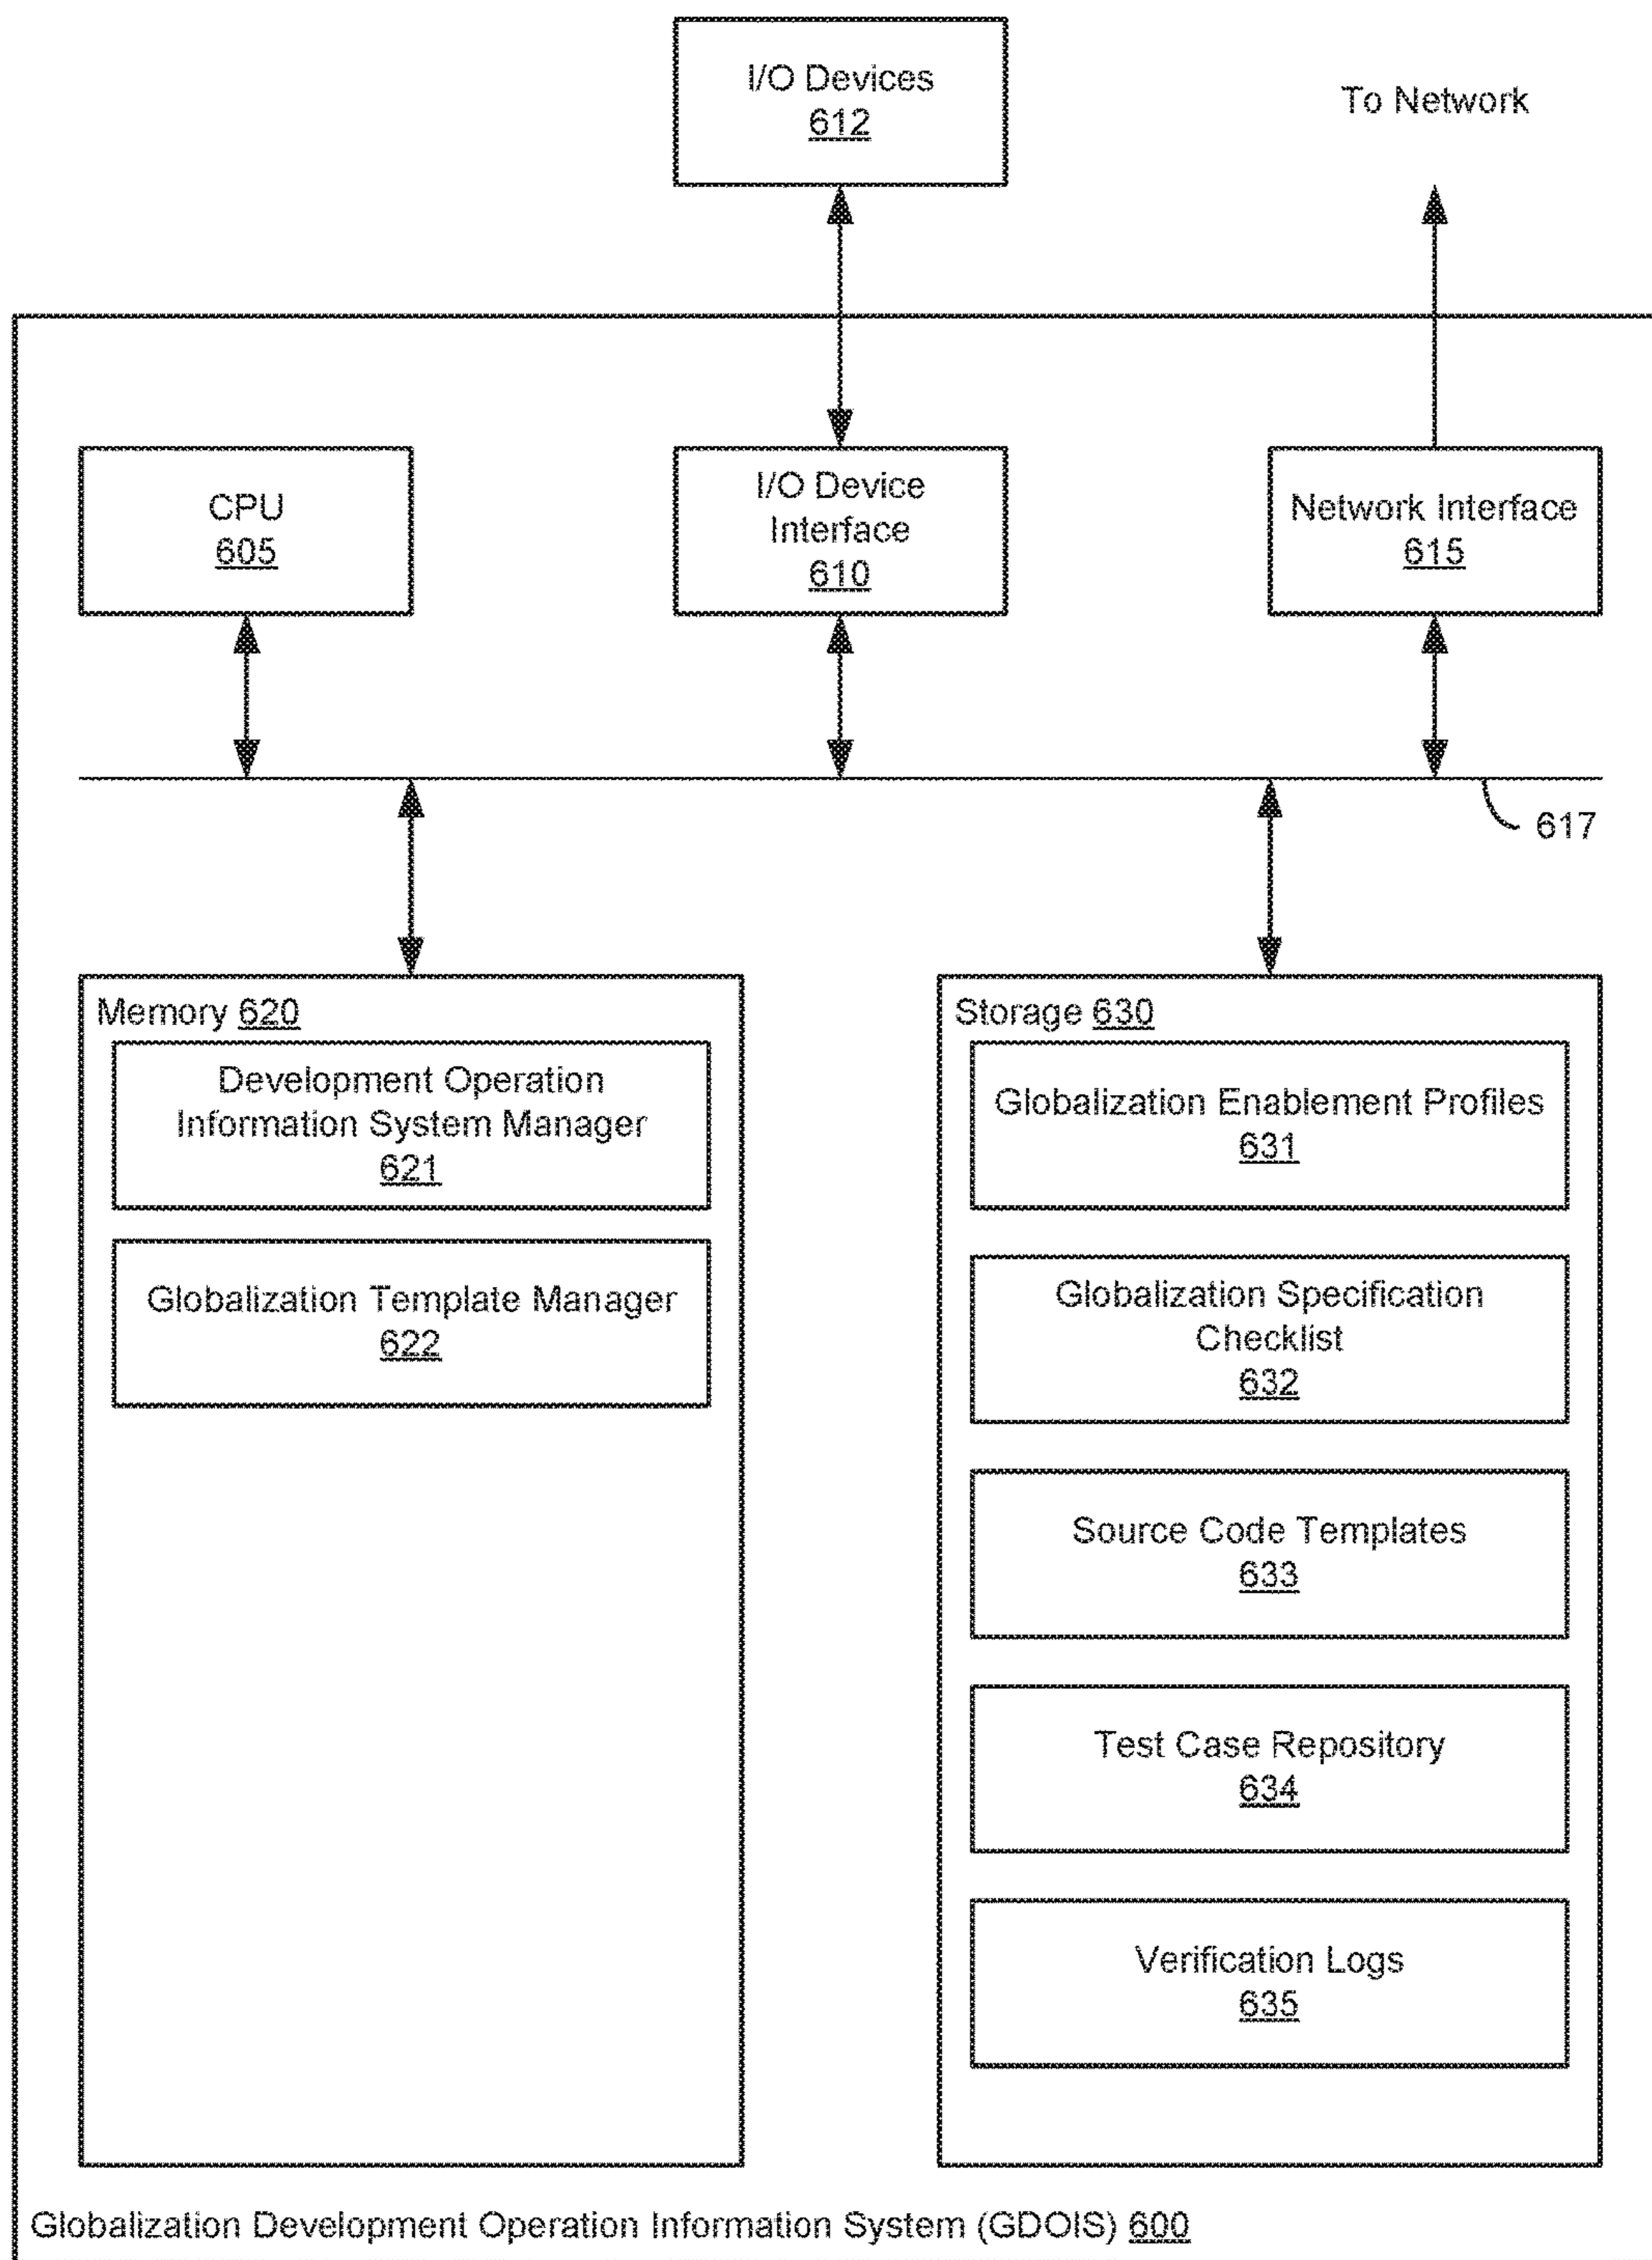 I/O Devices
612
To Network
CPU
605
I/O Device
Interface
610
Network Interface
615
617
Memory 620
Development Operation
Information System Manager
621
Globalization Template Manager
622
Storage 630
Globalization Enablement Profiles
631
Globalization Specification
Checklist
632
Source Code Templates
633
Test Case Repository
634
Verification Logs
635
Globalization Development Operation Information System (GDOIS) 600